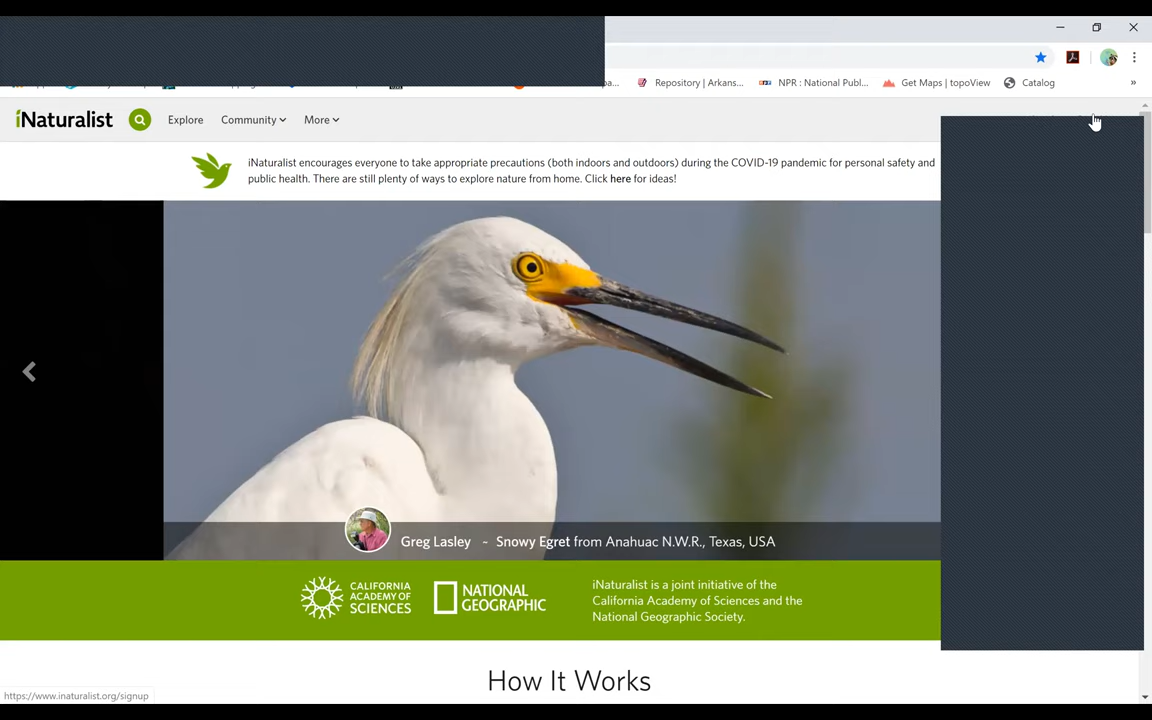 pa...
Repository | Arkans...
NPR : National Publ...
Get Maps | topoView
Catalog
»
iNaturalist
Explore
Community
More
iNaturalist encourages everyone to take appropriate precautions (both indoors and outdoors) during the COVID-19 pandemic for personal safety and
public health. There are still plenty of ways to explore nature from home. Click here for ideas!
Greg Lasley - Snowy Egret from Anahuac N.W.R., Texas, USA
CALIFORNIA
ACADEMY OF
SCIENCES
NATIONAL
GEOGRAPHIC
iNaturalist is a joint initiative of the
California Academy of Sciences and the
National Geographic Society.
How It Works
https://www.inaturalist.org/signup